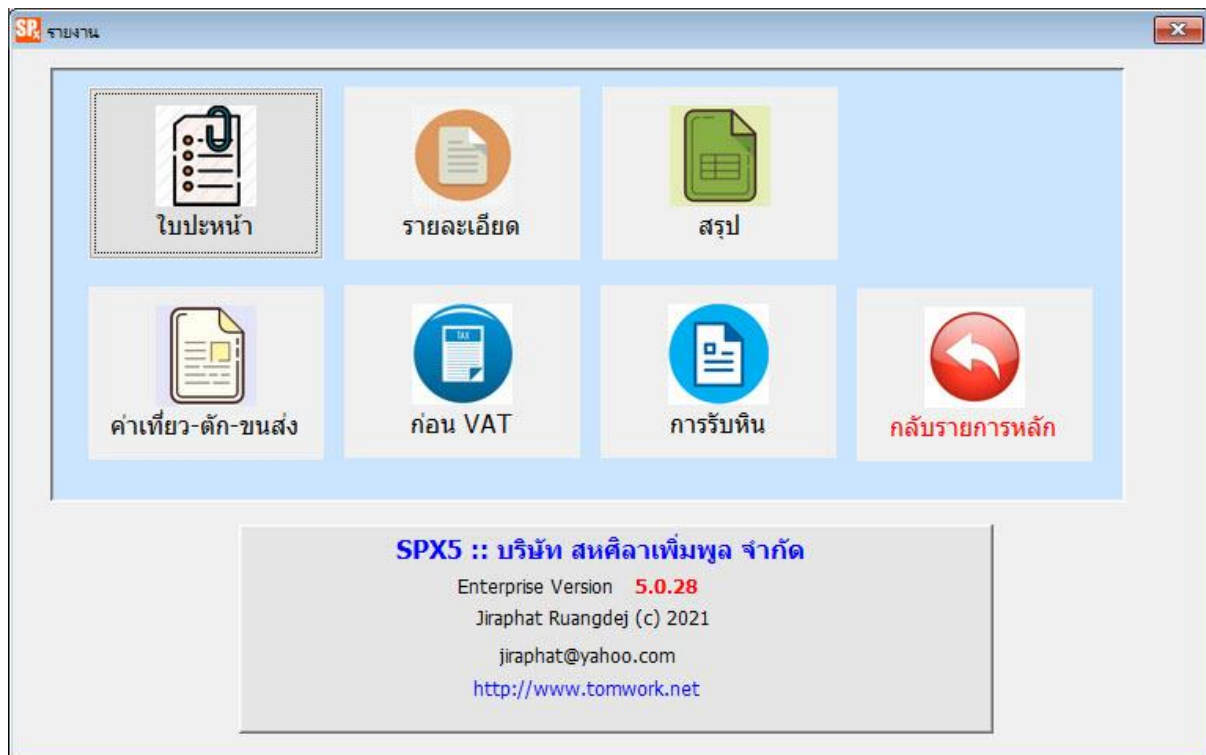 SPx รายงาน
ใบปะหน้า
รายละเอียด
สรุป
ค่าเที่ยว-ตัก-ขนส่ง
TAX
ก่อน VAT
การรับหิน
กลับรายการหลัก
SPX5 :: บริษัท สหศิลาเพิ่มพูล จำกัด
Enterprise Version 5.0.28
Jiraphat Ruangdej (c) 2021
jiraphat@yahoo.com
http://www.tomwork.net